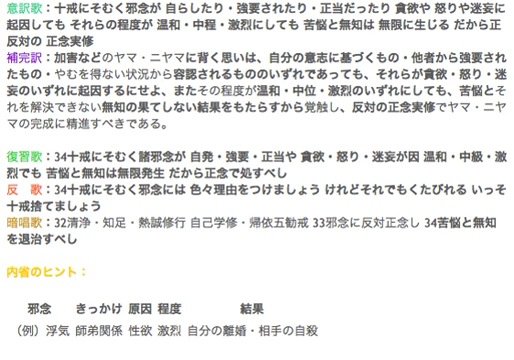 意訳歌：十戒にそむく邪念が 自らしたり・強要されたり・正当だったり 貪欲や 怒りや迷妄に
起因しても それらの程度が 温和・中程・激烈にしても 苦悩と無知は 無限に生じる だから正
反対の 正念実修
補完訳：加害などのヤマ・ニヤマに背く思いは、自分の意志に基づくもの・他者から強要され
たもの・やむを得ない状況から容認されるもののいずれであっても、それらが貪欲・怒り・迷
妄のいずれに起因するにせよ、またその程度が温和・中位・激烈のいずれにしても、苦悩とそ
れを解決できない無知の果てしない結果をもたらすから覚触し、反対の正念実修でヤマ・ニヤ
マの完成に精進すべきである。
復習歌：34十戒にそむく諸邪念が 自発・強要・正当や 貪欲・怒り・迷妄が因 温和・中級・激
烈でも 苦悩と無知は無限発生 だから正念で処すべし
反　歌：34十戒にそむく邪念には 色々理由をつけましょう けれどそれでもくたびれる いっそ
十戒捨てましょう
暗唱歌：32清浄・知足・熱誠修行 自己学修・帰依五勧戒 33邪念に反対正念し 34苦悩と無知
を退治すべし
内省のヒント：
邪念 きっかけ 原因 程度 結果
（例）浮気 師弟関係 性欲 激烈 自分の離婚・相手の自殺